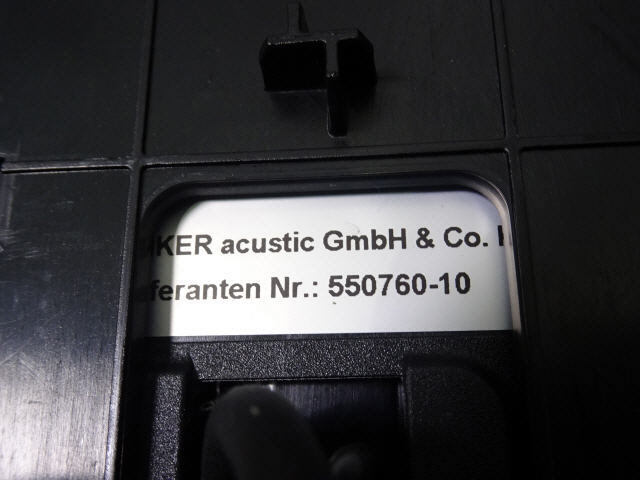 KER acustic GmbH & Co.
feranten Nr.: 550760-10